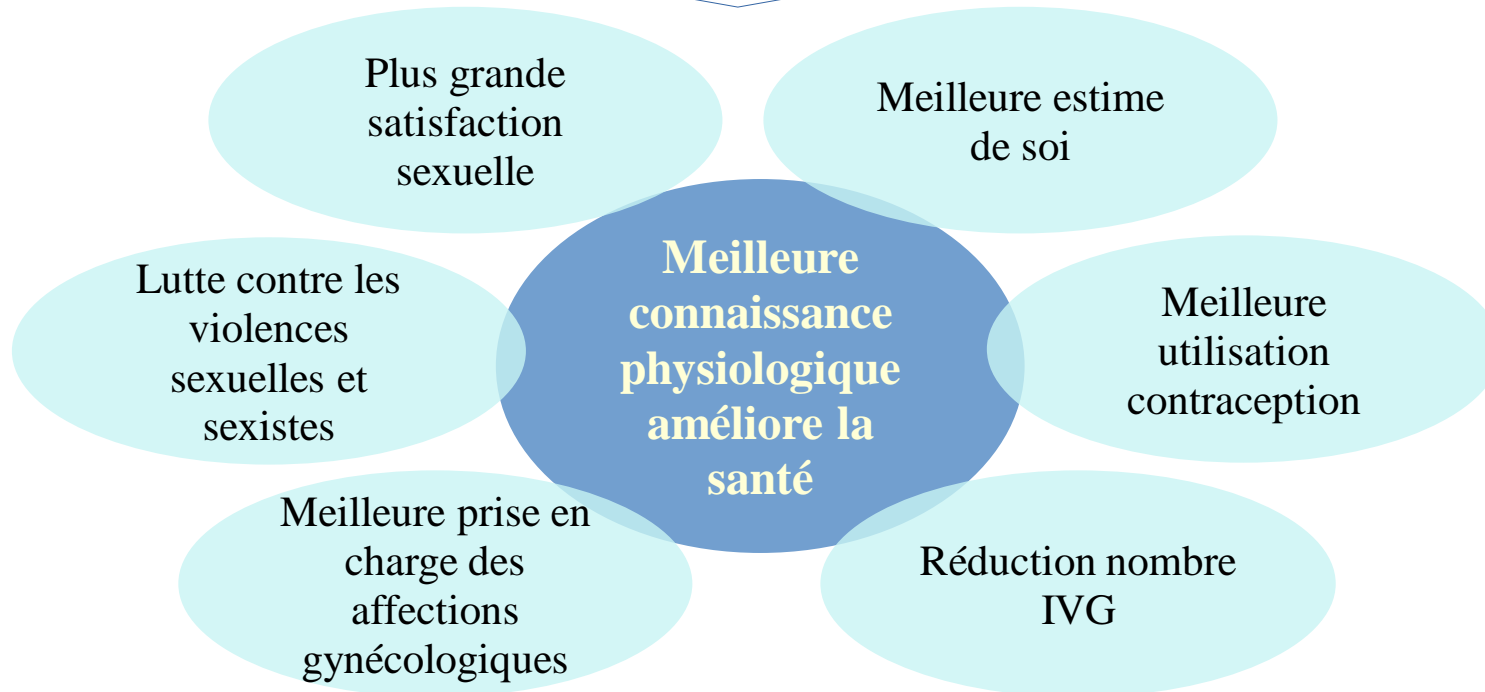 Plus grande
satisfaction
sexuelle
Meilleure estime
de soi
Lutte contre les
violences
sexuelles et
sexistes
Meilleure
connaissance
physiologique
améliore la
santé
Meilleure
utilisation
contraception
Meilleure prise en
charge des
affections
gynécologiques
Réduction nombre
IVG